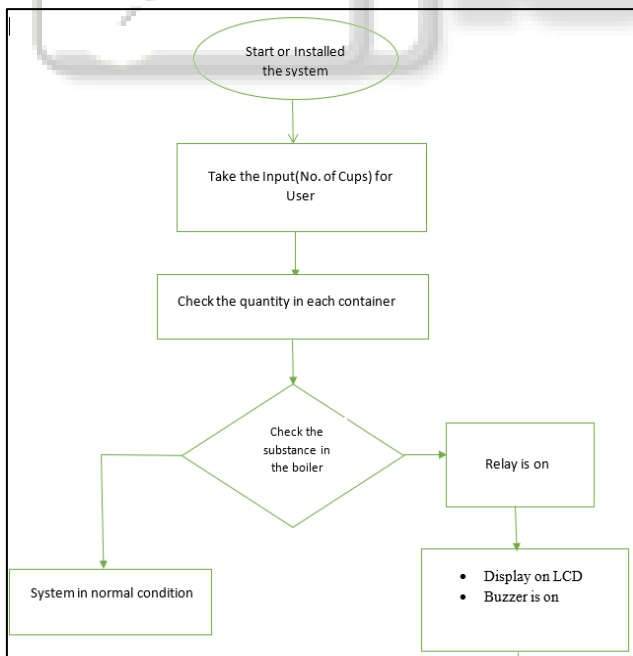 Start or Installed
the system
Take the Input(No. of Cups) for
User
Check the quantity in each container
Check the
substance in
the boiler
Relay is on
System in normal condition
• Display on LCD
• Buzzer is on